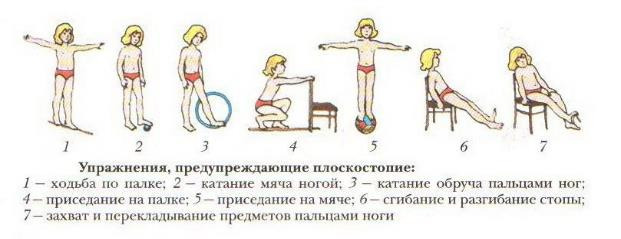 1 2 3 4 5 6 7
Упражнения, предупреждающие плоскостопие:
1 — ходьба по палке; 2 — катание мяча ногой; 3 — катание обруча пальцами ног;
4 — приседание на палке; 5 — приседание на мяче; 6 — сгибание и разгибание стопы;
7 — захват и перекладывание предметов пальцами ноги